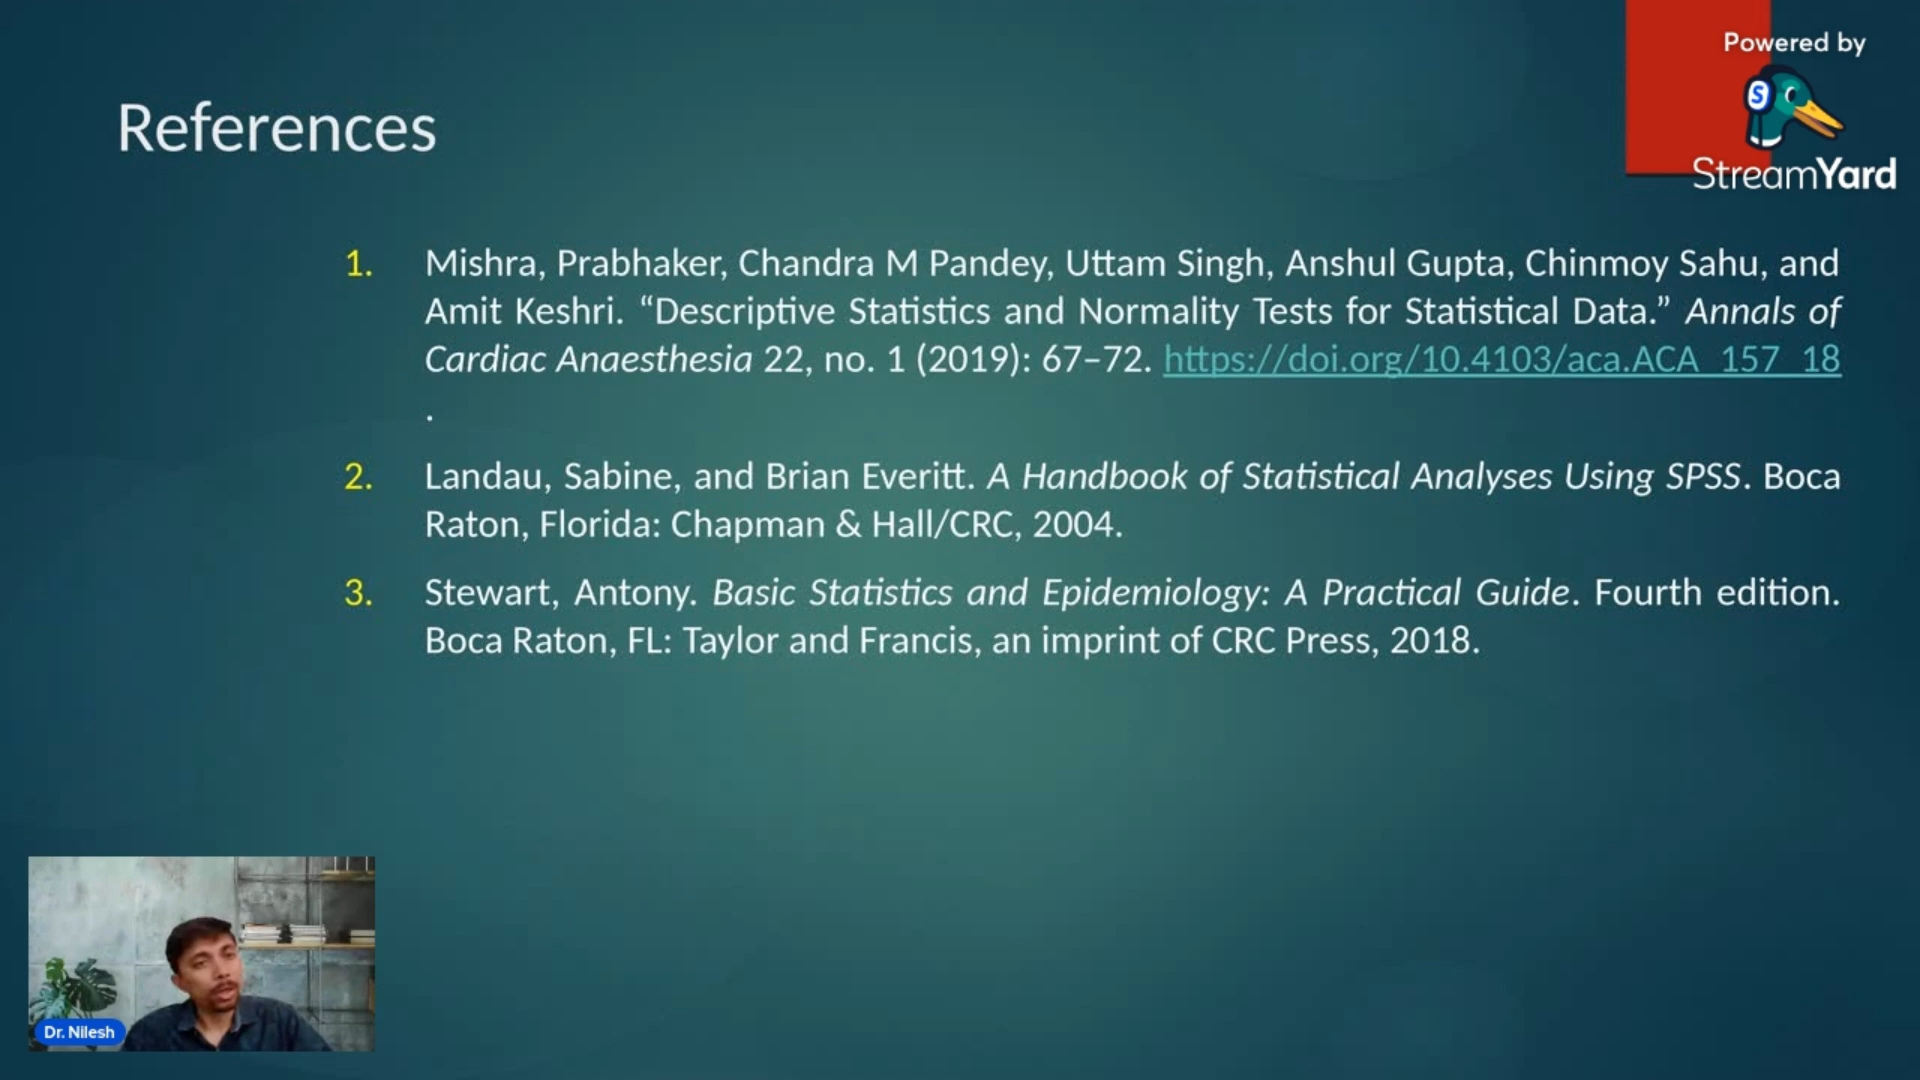 Powered by
StreamYard
References
1. Mishra, Prabhaker, Chandra M Pandey, Uttam Singh, Anshul Gupta, Chinmoy Sahu, and
Amit Keshri. “Descriptive Statistics and Normality Tests for Statistical Data.” Annals of
Cardiac Anaesthesia 22, no. 1 (2019): 67–72. https://doi.org/10.4103/aca.ACA_157_18
.
2. Landau, Sabine, and Brian Everitt. A Handbook of Statistical Analyses Using SPSS. Boca
Raton, Florida: Chapman & Hall/CRC, 2004.
3. Stewart, Antony. Basic Statistics and Epidemiology: A Practical Guide. Fourth edition.
Boca Raton, FL: Taylor and Francis, an imprint of CRC Press, 2018.
Dr. Nilesh